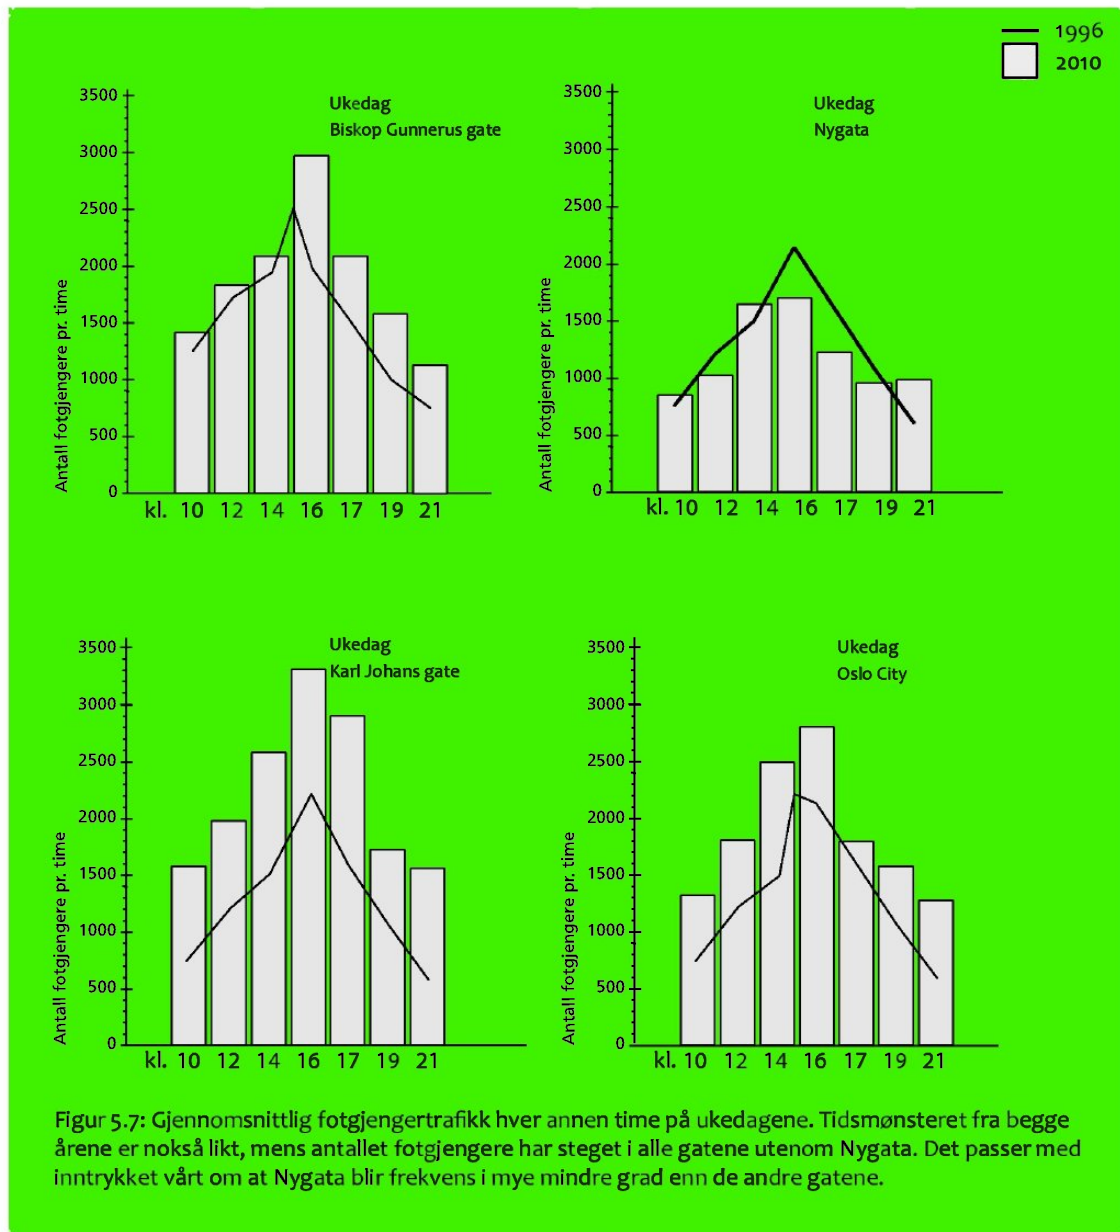 1996
2010
Ukedag
Biskop Gunnerus gate
Antall fotgjengere pr. time
3500
3000
2500
2000
1500
1000
500
0
kl. 10 12 14 16 17 19 21
Ukedag
Nygata
Antall fotgjengere pr. time
3500
3000
2500
2000
1500
1000
500
0
kl. 10 12 14 16 17 19 21
Ukedag
Karl Johans gate
Antall fotgjengere pr. time
3500
3000
2500
2000
1500
1000
500
0
kl. 10 12 14 16 17 19 21
Ukedag
Oslo City
Antall fotgjengere pr. time
3500
3000
2500
2000
1500
1000
500
0
kl. 10 12 14 16 17 19 21
Figur 5.7: Gjennomsnittlig fotgjengertrafikk hver annen time på ukedagene. Tidsmønsteret fra begge
årene er nokså likt, mens antallet fotgjengere har steget i alle gatene utenom Nygata. Det passer med
inntrykket vårt om at Nygata blir frekvens i mye mindre grad enn de andre gatene.